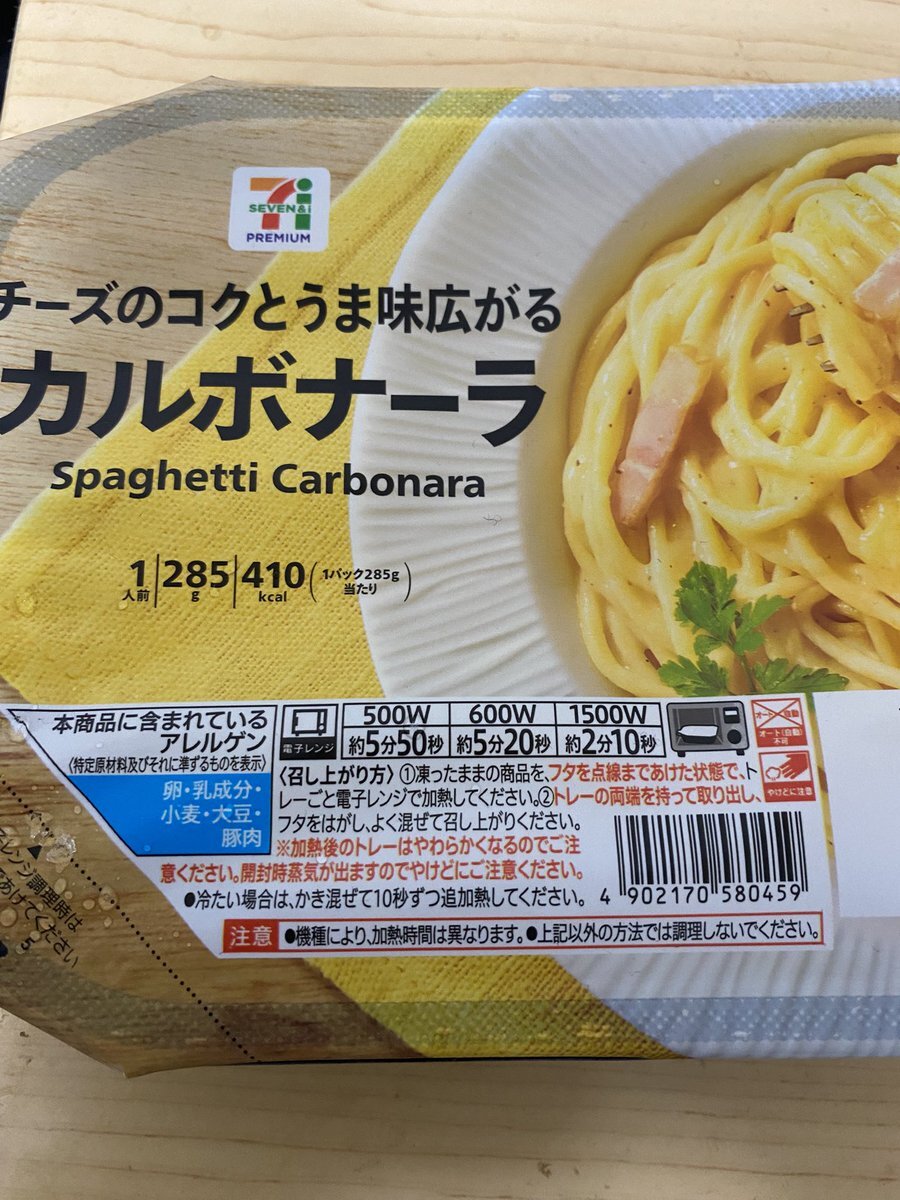 SEVEN&i
PREMIUM
チーズのコクとうま味広がる
カルボナーラ
Spaghetti Carbonara
1人前 285g 410kcal (1パック285g当たり)
本商品に含まれている
アレルゲン
〈特定原材料及びそれに準ずるものを表示〉
卵・乳成分・
小麦・大豆・
豚肉
電子レンジ
500W 600W 1500W
約5分50秒 約5分20秒 約2分10秒
オート(自動)
不可
やけどに注意
〈召し上がり方〉①凍ったままの商品を、フタを点線まであけた状態で、ト
レーごと電子レンジで加熱してください。②トレーの両端を持って取り出し、
フタをはがし、よく混ぜて召し上がりください。
※加熱後のトレーはやわらかくなるのでご注
意ください。開封時蒸気が出ますのでやけどにご注意ください。
●冷たい場合は、かき混ぜて10秒ずつ追加熱してください。
4 902170 580459
注意 ●機種により、加熱時間は異なります。●上記以外の方法では調理しないでください。
レンジ調理時は
あけてください